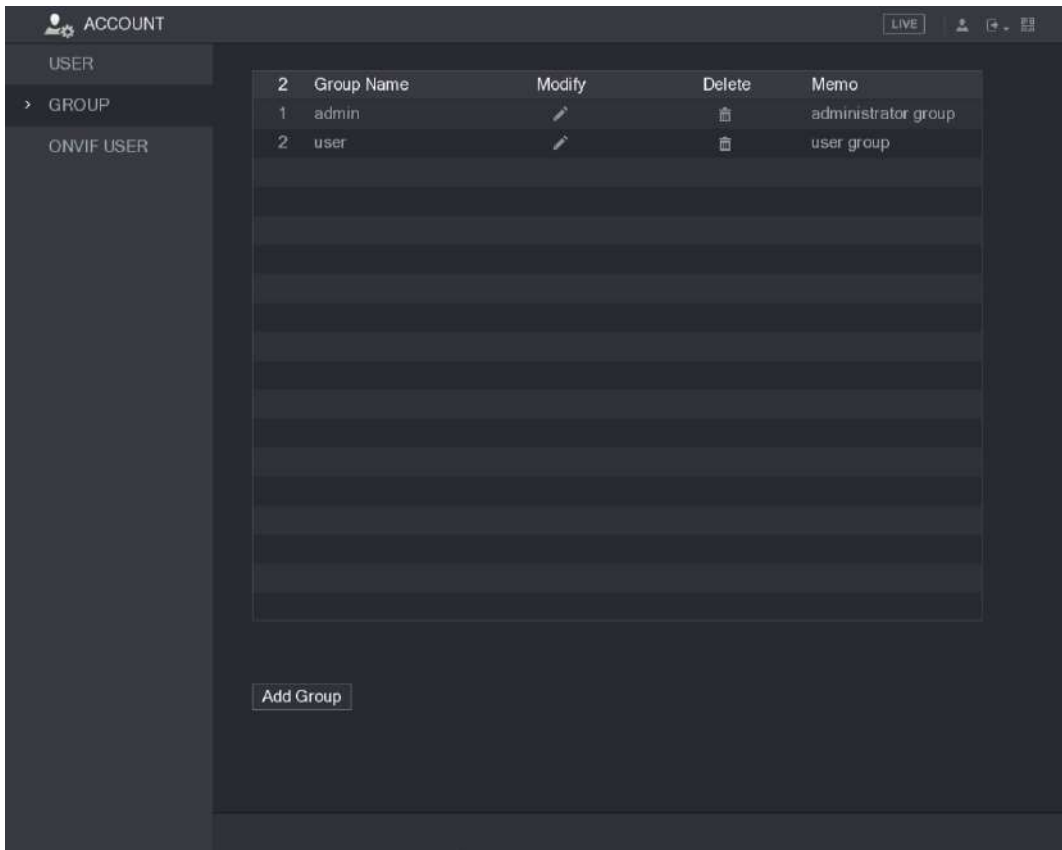 ACCOUNT LIVE
USER
GROUP
ONVIF USER
2 Group Name Modify Delete Memo
1 admin administrator group
2 user user group
Add Group